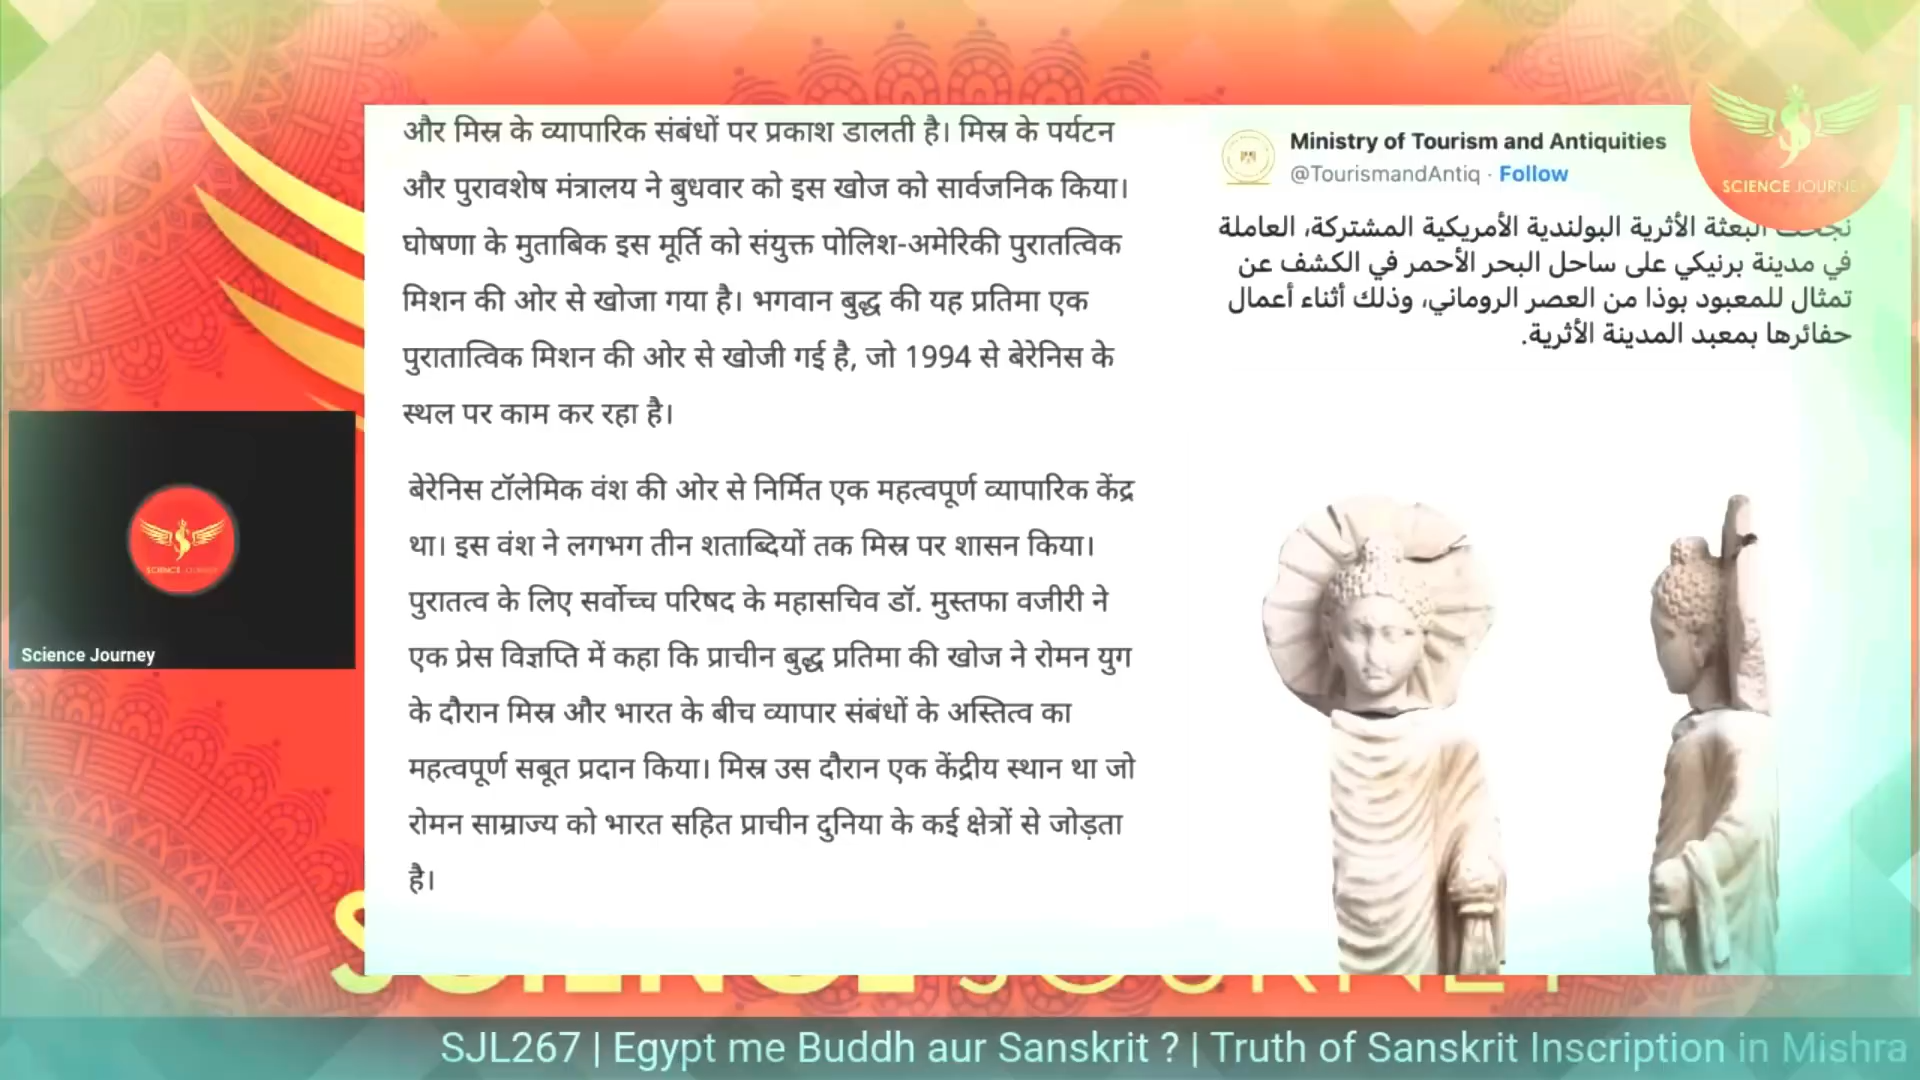 और मिस्र के व्यापारिक संबंधों पर प्रकाश डालती है। मिस्र के पर्यटन
और पुरावशेष मंत्रालय ने बुधवार को इस खोज को सार्वजनिक किया।
घोषणा के मुताबिक इस मूर्ति को संयुक्त पोलिश-अमेरिकी पुरातत्विक
मिशन की ओर से खोजा गया है। भगवान बुद्ध की यह प्रतिमा एक
पुरातात्विक मिशन की ओर से खोजी गई है, जो 1994 से बेरेनिस के
स्थल पर काम कर रहा है।
बेरेनिस टॉलेमिक वंश की ओर से निर्मित एक महत्वपूर्ण व्यापारिक केंद्र
था। इस वंश ने लगभग तीन शताब्दियों तक मिस्र पर शासन किया।
पुरातत्व के लिए सर्वोच्च परिषद के महासचिव डॉ. मुस्तफा वजीरी ने
एक प्रेस विज्ञप्ति में कहा कि प्राचीन बुद्ध प्रतिमा की खोज ने रोमन युग
के दौरान मिस्र और भारत के बीच व्यापार संबंधों के अस्तित्व का
महत्वपूर्ण सबूत प्रदान किया। मिस्र उस दौरान एक केंद्रीय स्थान था जो
रोमन साम्राज्य को भारत सहित प्राचीन दुनिया के कई क्षेत्रों से जोड़ता
है।
Ministry of Tourism and Antiquities
@TourismandAntiq · Follow
البعثة الأثرية البولندية الأمريكية المشتركة، العاملة
في مدينة برنيكي على ساحل البحر الأحمر في الكشف عن
تمثال للمعبود بوذا من العصر الروماني، وذلك أثناء أعمال
حفائرها بمعبد المدينة الأثرية.
SCIENCE JOURNE
SCIENCE JOURNEY
Science Journey
SCIENCE JOURNEY
SJL267 | Egypt me Buddh aur Sanskrit ? | Truth of Sanskrit Inscription in Mishra